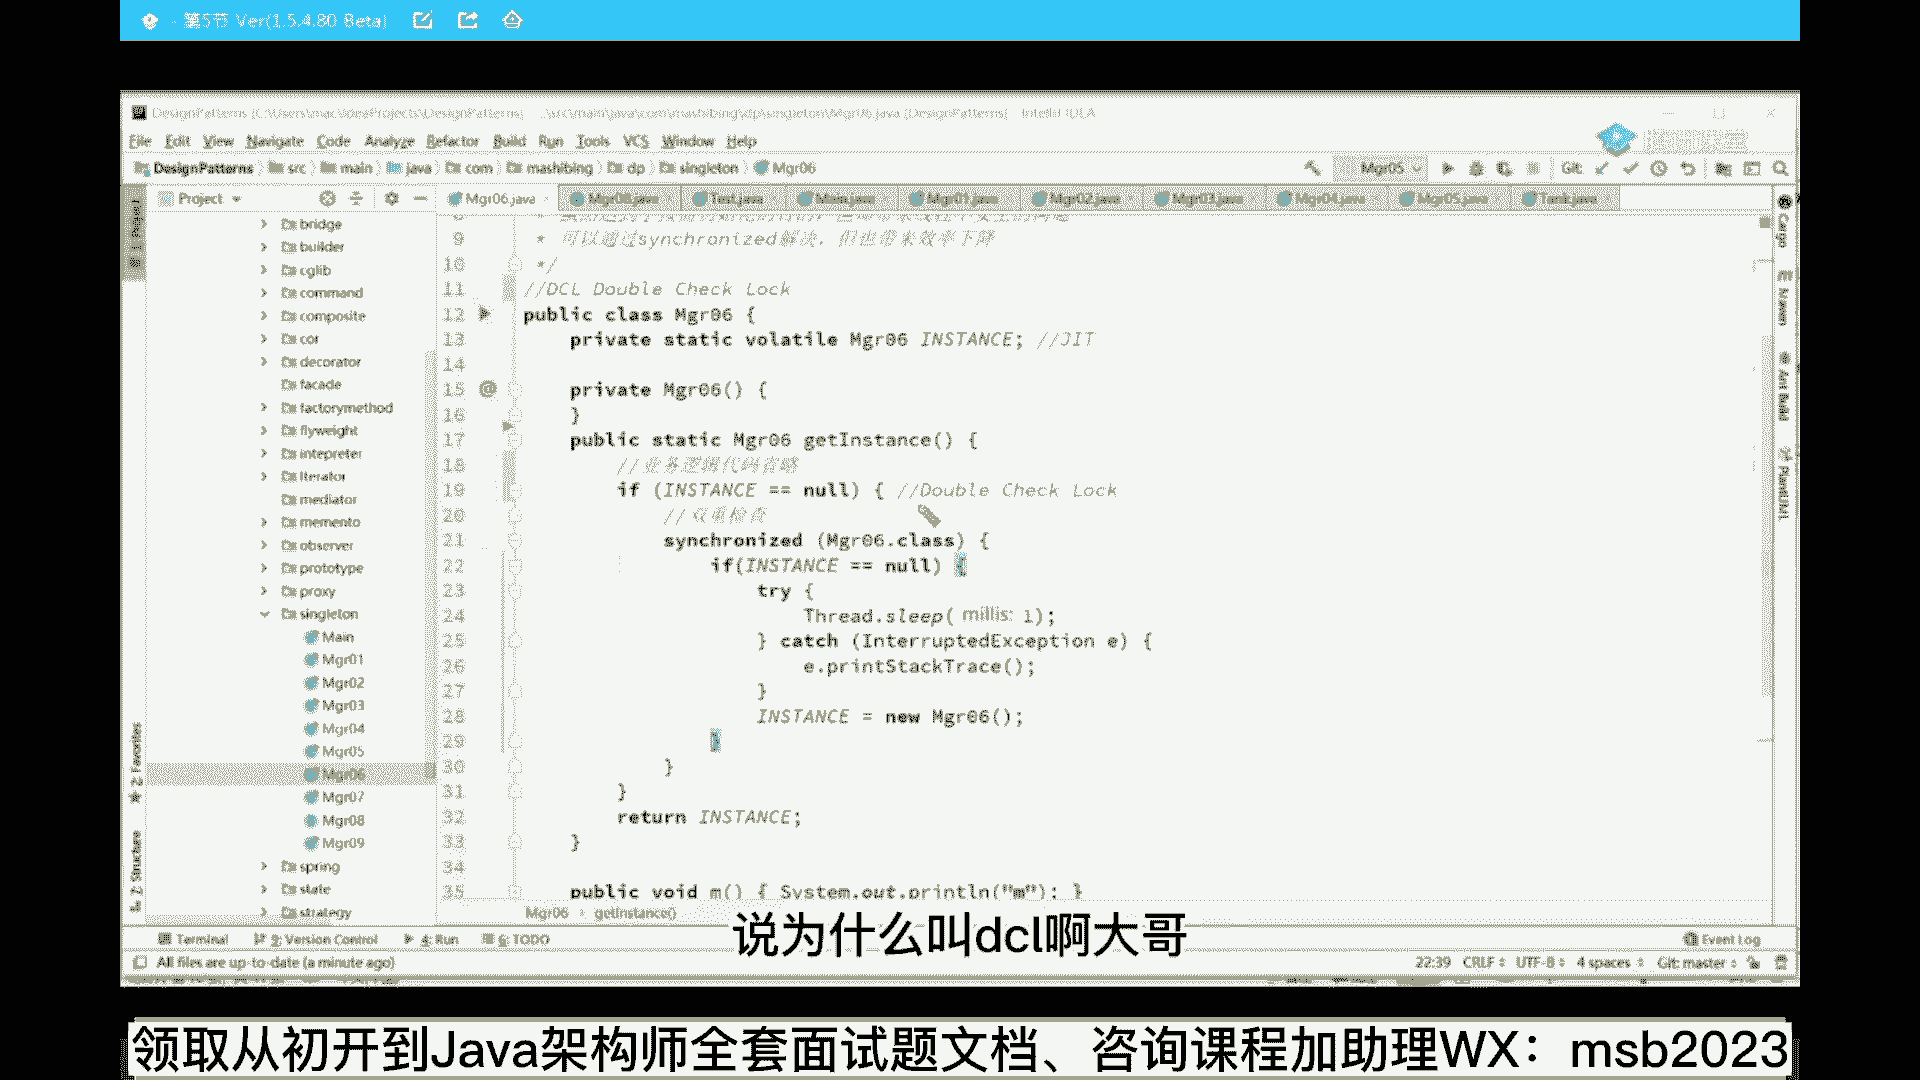 第5节 Ver(1.5.4.80 Beta)
DesignPatterns [C:\Users\mac\IdeaProjects\DesignPatterns] - ...\src\main\java\com\mashibing\dp\singleton\Mgr06.java [DesignPatterns] - IntelliJ IDEA
File Edit View Navigate Code Analyze Refactor Build Run Tools VCS Window Help
DesignPatterns src main java com mashibing dp singleton Mgr06
Mgr05 Git:
Project
Mgr06.java Mgr08.java Test.java Main.java Mgr01.java Mgr02.java Mgr03.java Mgr04.java Mgr05.java Tank.java
bridge
builder
cglib
command
composite
cor
decorator
facade
factorymethod
flyweight
intepreter
Iterator
mediator
memento
observer
prototype
proxy
singleton
Main
Mgr01
Mgr02
Mgr03
Mgr04
Mgr05
Mgr06
Mgr07
Mgr08
Mgr09
spring
state
strategy
9 * 可以通过synchronized解决，但也带来效率下降
10 */
11 //DCL Double Check Lock
12 public class Mgr06 {
13 private static volatile Mgr06 INSTANCE; //JIT
14
15 @ private Mgr06() {
16 }
17 public static Mgr06 getInstance() {
18 //业务逻辑代码省略
19 if (INSTANCE == null) { //Double Check Lock
20 //双重检查
21 synchronized (Mgr06.class) {
22 if(INSTANCE == null) {
23 try {
24 Thread.sleep( millis: 1);
25 } catch (InterruptedException e) {
26 e.printStackTrace();
27 }
28 INSTANCE = new Mgr06();
29 }
30 }
31 }
32 return INSTANCE;
33 }
34
35 public void m() { System.out.println("m"); }
Mgr06 getInstance()
1: Project
2: Favorites
Z: Structure
Cargo
Maven
Ant Build
PlantUML
说为什么叫dcl啊大哥
Terminal 9: Version Control 4: Run 6: TODO Event Log
All files are up-to-date (a minute ago) 22:39 CRLF UTF-8 4 spaces Git: master
领取从初开到Java架构师全套面试题文档、咨询课程加助理WX：msb2023